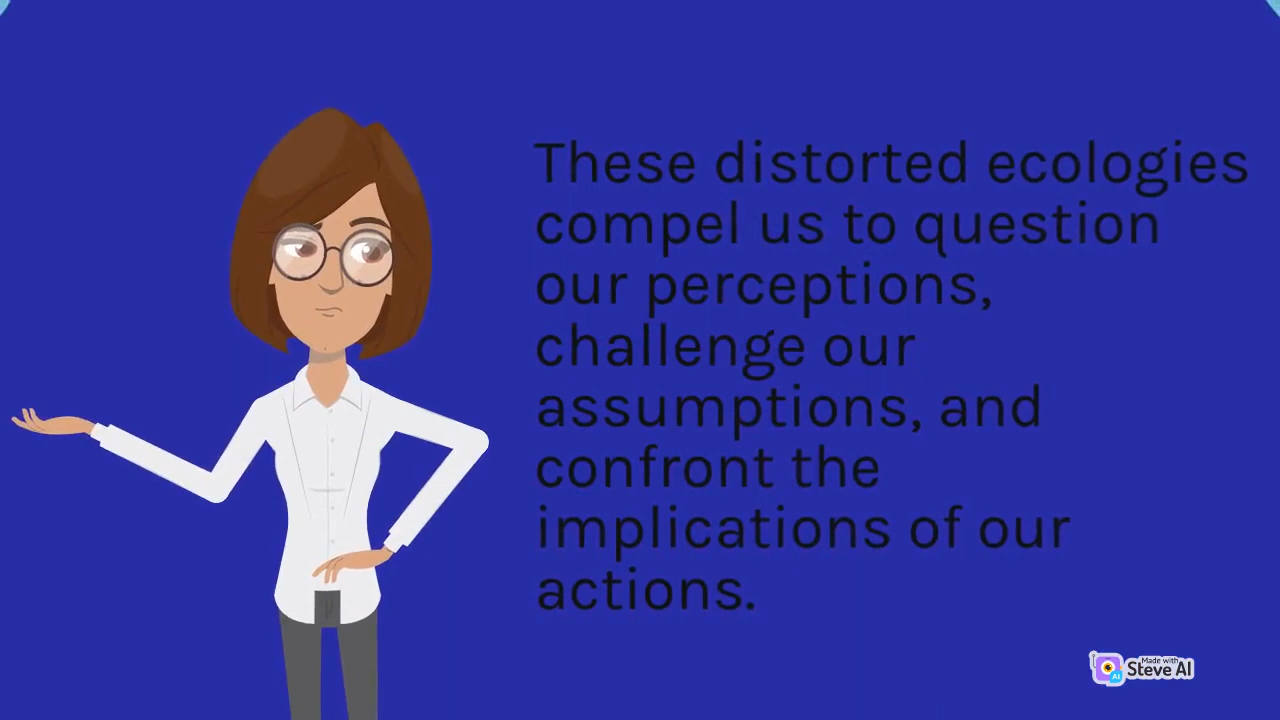 These distorted ecologies
compel us to question
our perceptions,
challenge our
assumptions, and
confront the
implications of our
actions.
Made with
Steve AI
AI